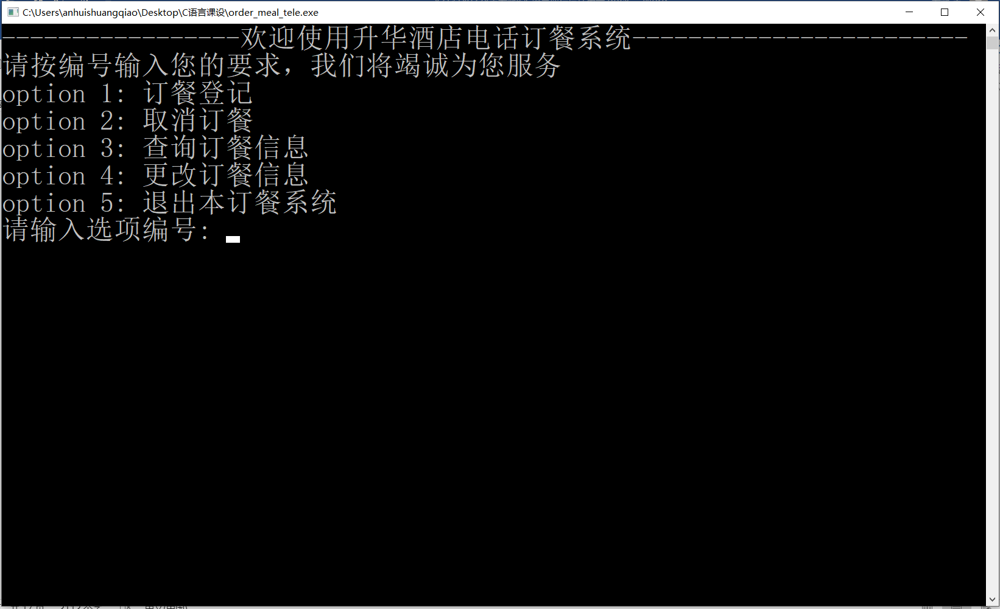 C:\Users\anhuishuangqiao\Desktop\C语言课设\order_meal_tele.exe
-----------------欢迎使用升华酒店电话订餐系统------------------------
请按编号输入您的要求，我们将竭诚为您服务
option 1: 订餐登记
option 2: 取消订餐
option 3: 查询订餐信息
option 4: 更改订餐信息
option 5: 退出本订餐系统
请输入选项编号: